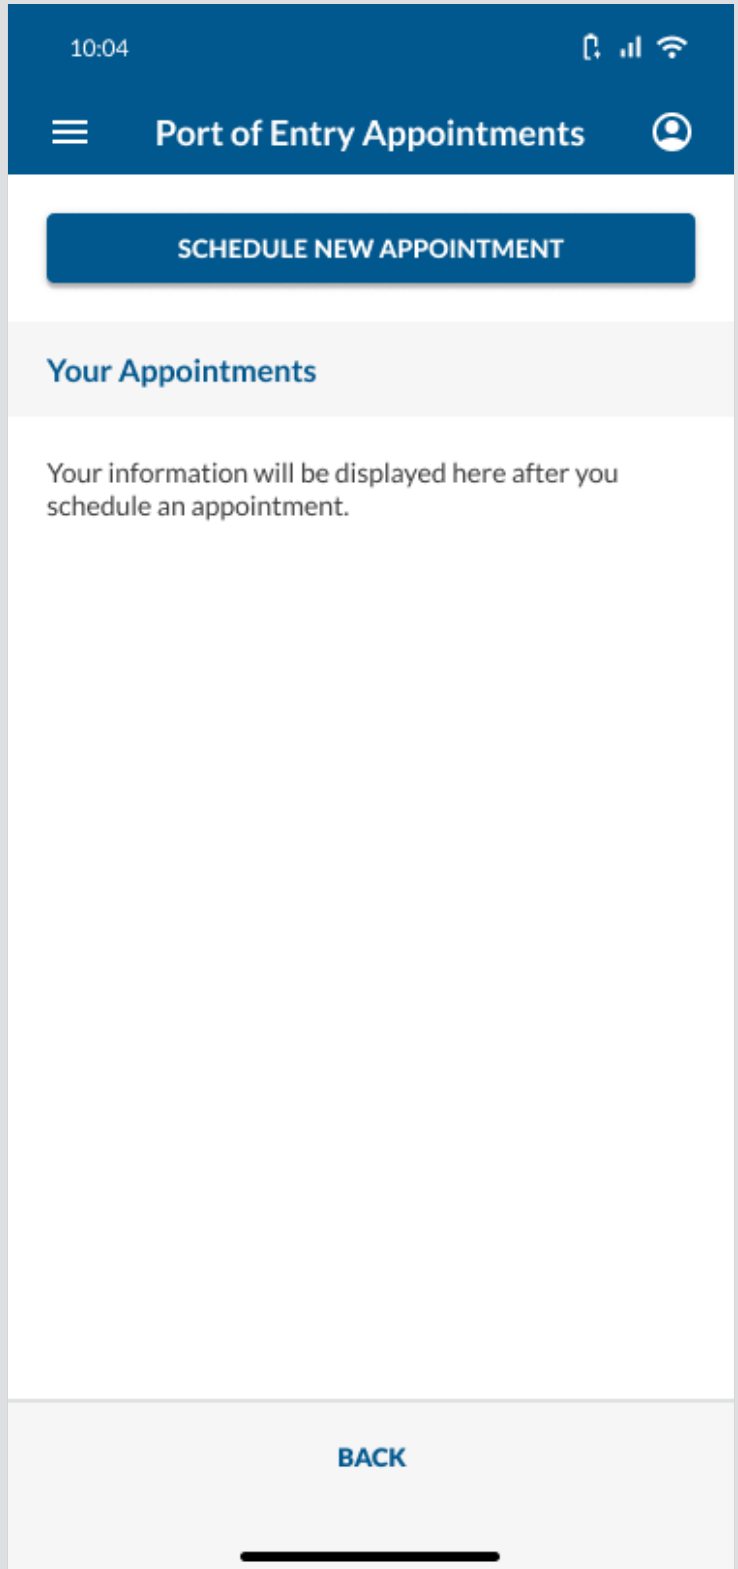 10:04
Port of Entry Appointments
SCHEDULE NEW APPOINTMENT
Your Appointments
Your information will be displayed here after you
schedule an appointment.
BACK